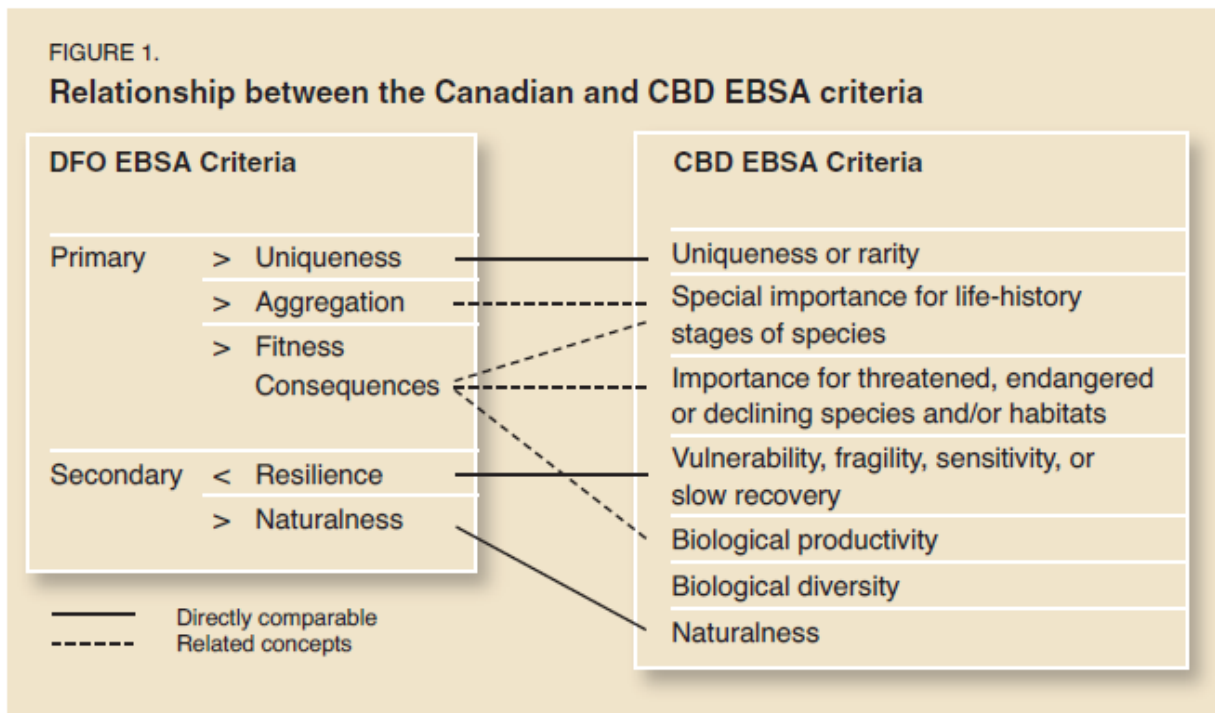 FIGURE 1.
Relationship between the Canadian and CBD EBSA criteria
DFO EBSA Criteria
Primary > Uniqueness
> Aggregation
> Fitness
Consequences
Secondary < Resilience
> Naturalness
CBD EBSA Criteria
Uniqueness or rarity
Special importance for life-history
stages of species
Importance for threatened, endangered
or declining species and/or habitats
Vulnerability, fragility, sensitivity, or
slow recovery
Biological productivity
Biological diversity
Naturalness
Directly comparable
Related concepts